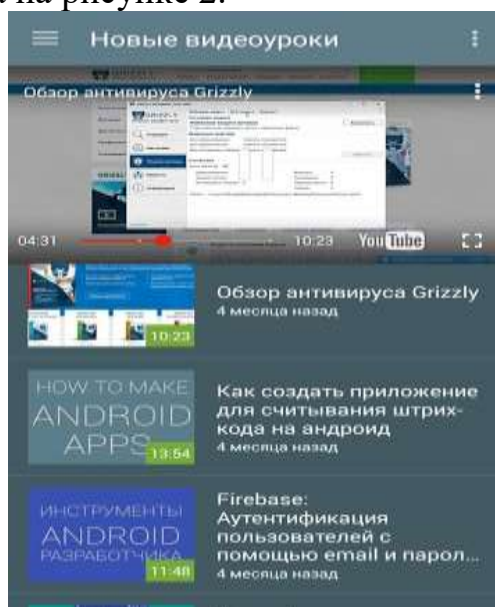 на рисунке 2.
Новые видеоуроки
Обзор антивируса Grizzly
04:31
10:23
YouTube
Обзор антивируса Grizzly
4 месяца назад
10:23
HOW TO MAKE
ANDROID
APPS
13:54
Как создать приложение
для считывания штрих-
кода на андроид
4 месяца назад
ИНСТРУМЕНТЫ
ANDROID
РАЗРАБОТЧИКА
11:48
Firebase:
Аутентификация
пользователей с
помощью email и парол...
4 месяца назад